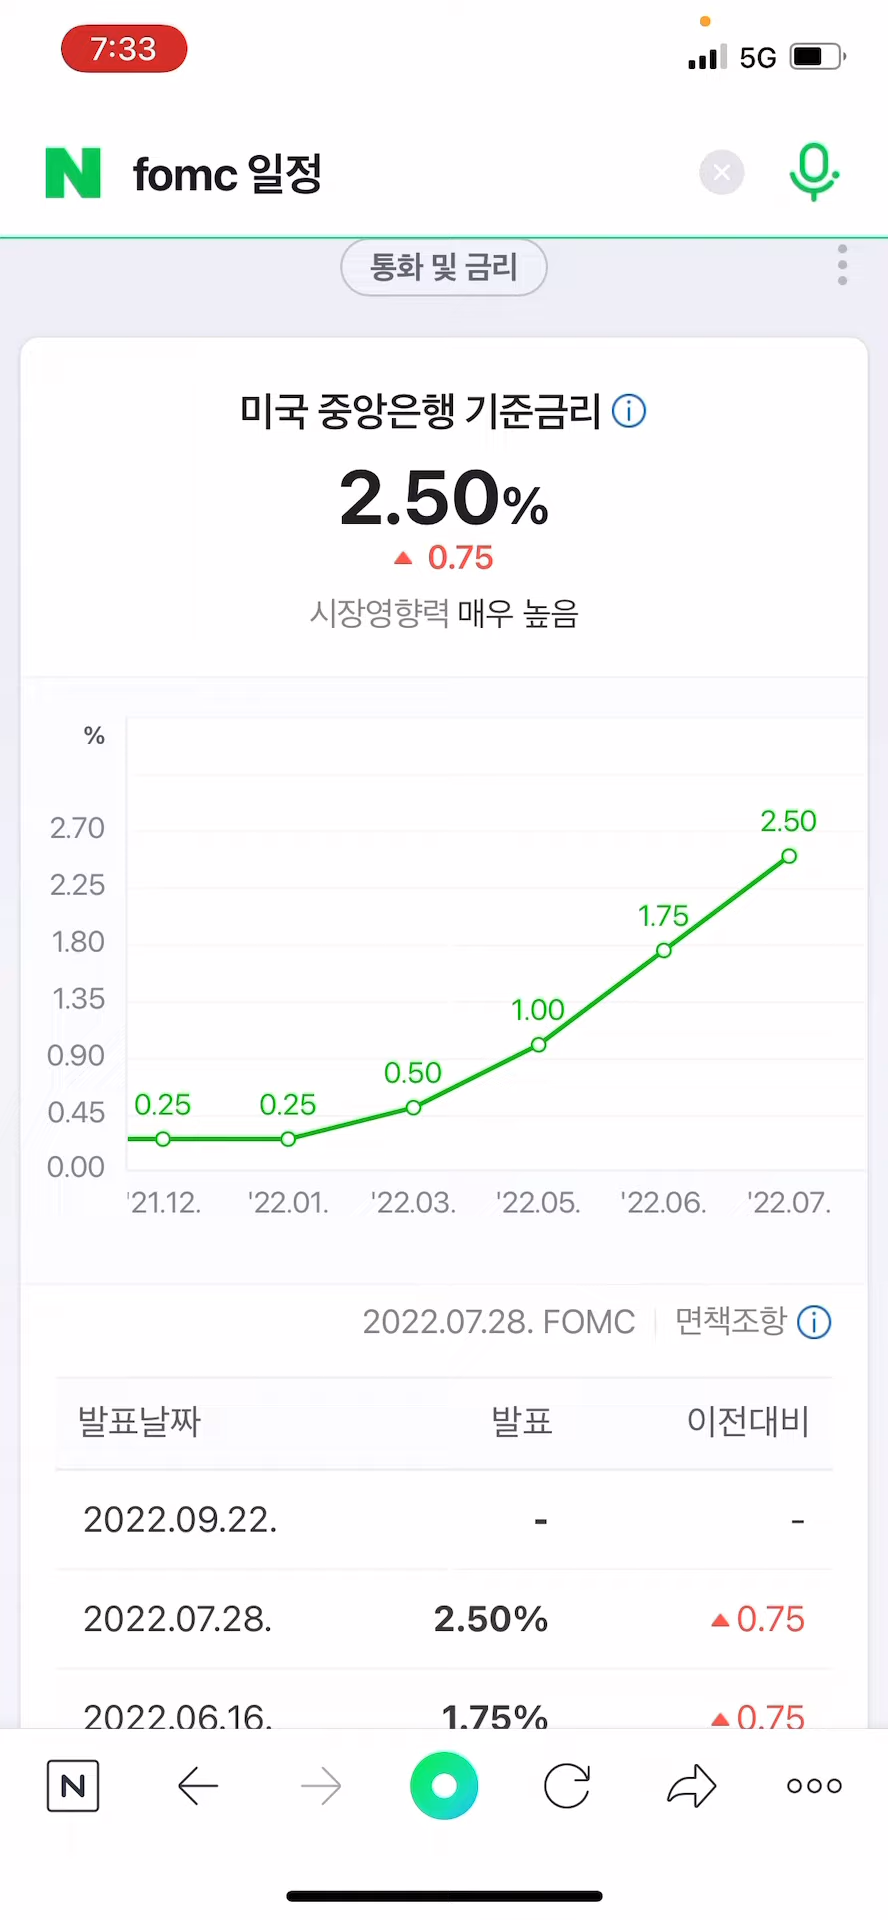 7:33
5G
N fomc 일정
통화 및 금리
미국 중앙은행 기준금리
2.50%
▲ 0.75
시장영향력 매우 높음
%
2.70
2.25
1.80
1.35
0.90
0.45
0.00
0.25
0.25
0.50
1.00
1.75
2.50
'21.12. '22.01. '22.03. '22.05. '22.06. '22.07.
2022.07.28. FOMC 면책조항
발표날짜 발표 이전대비
2022.09.22. - -
2022.07.28. 2.50% ▲0.75
2022.06.16. 1.75% ▲0.75
N